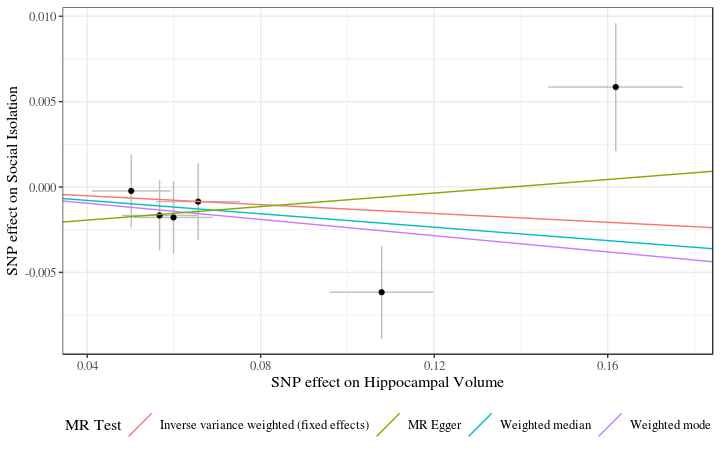 0.010
0.005
0.000
-0.005
SNP effect on Social Isolation
0.04 0.08 0.12 0.16
SNP effect on Hippocampal Volume
MR Test Inverse variance weighted (fixed effects) MR Egger Weighted median Weighted mode